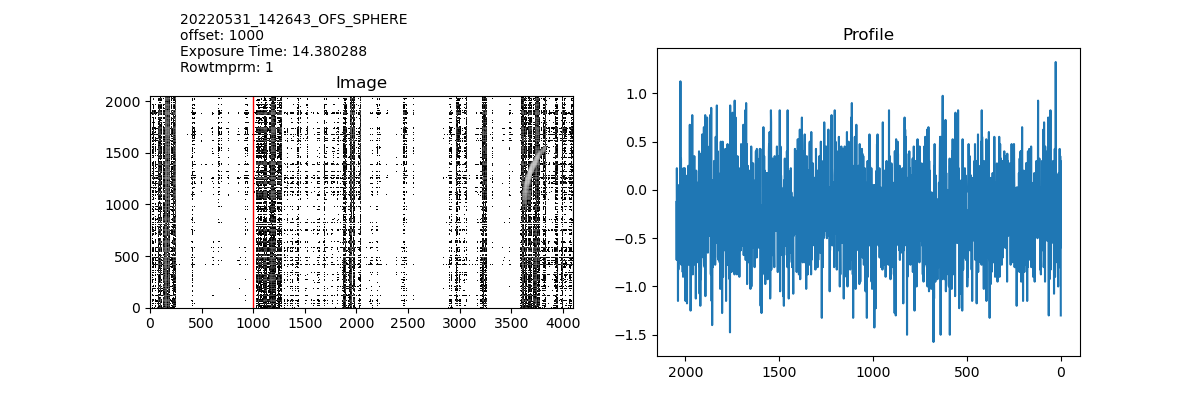 20220531_142643_OFS_SPHERE
offset: 1000
Exposure Time: 14.380288
Rowtmprm: 1
Image
2000
1500
1000
500
0
0 500 1000 1500 2000 2500 3000 3500 4000
Profile
1.0
0.5
0.0
−0.5
−1.0
−1.5
2000 1500 1000 500 0